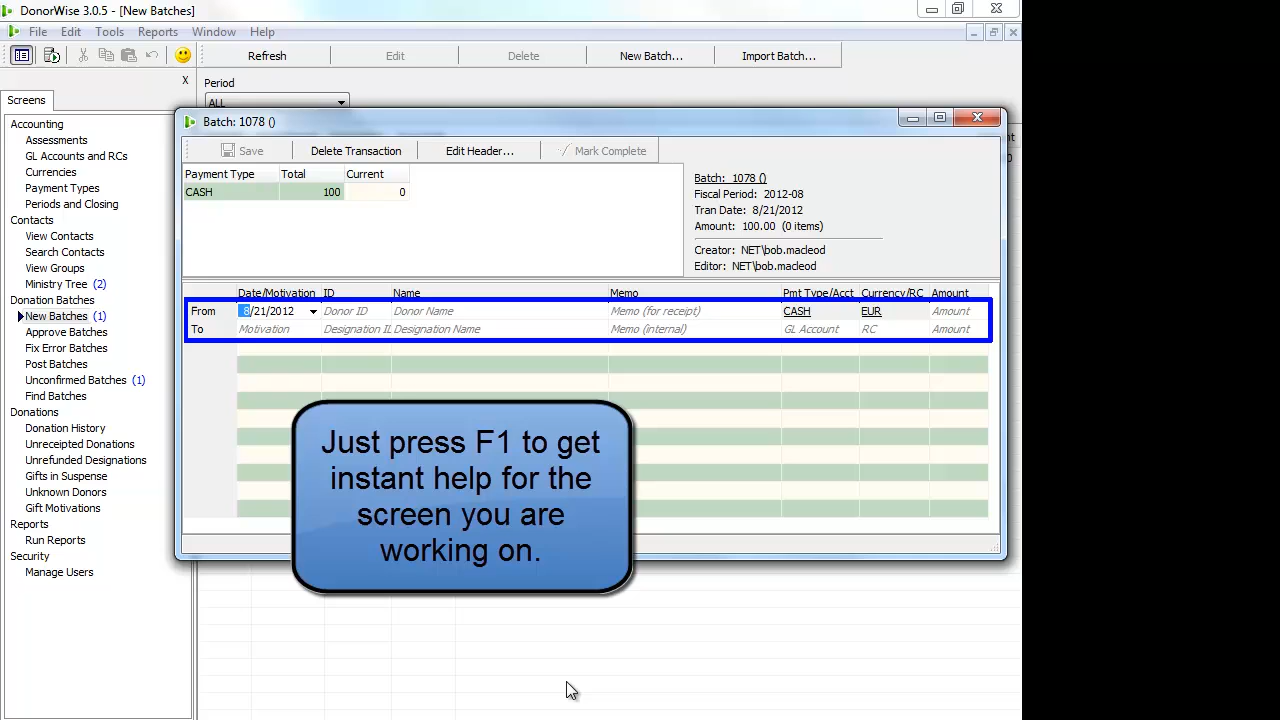 DonorWise 3.0.5 - [New Batches]
File Edit Tools Reports Window Help
Refresh Edit Delete New Batch... Import Batch...
X
Period
ALL
Screens
Accounting
Assessments
GL Accounts and RCs
Currencies
Payment Types
Periods and Closing
Contacts
View Contacts
Search Contacts
View Groups
Ministry Tree (2)
Donation Batches
New Batches (1)
Approve Batches
Fix Error Batches
Post Batches
Unconfirmed Batches (1)
Find Batches
Donations
Donation History
Unreceipted Donations
Unrefunded Designations
Gifts in Suspense
Unknown Donors
Gift Motivations
Reports
Run Reports
Security
Manage Users
Batch: 1078 ()
Save Delete Transaction Edit Header... Mark Complete
Payment Type Total Current
CASH 100 0
Batch: 1078 ()
Fiscal Period: 2012-08
Tran Date: 8/21/2012
Amount: 100.00 (0 items)
Creator: NET\bob.macleod
Editor: NET\bob.macleod
Date/Motivation ID Name Memo Pmt Type/Acct Currency/RC Amount
From 8/21/2012 Donor ID Donor Name Memo (for receipt) CASH EUR Amount
To Motivation Designation ID Designation Name Memo (internal) GL Account RC
Just press F1 to get
instant help for the
screen you are
working on.